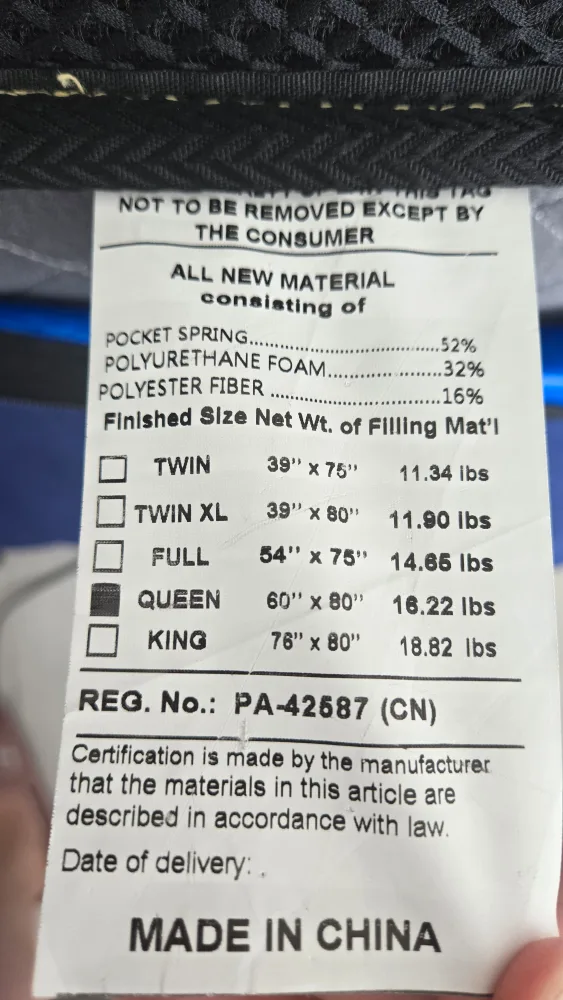 THIS TAG
NOT TO BE REMOVED EXCEPT BY
THE CONSUMER
ALL NEW MATERIAL
consisting of
POCKET SPRING..............................52%
POLYURETHANE FOAM..................32%
POLYESTER FIBER ..........................16%
Finished Size Net Wt. of Filling Mat'l
TWIN 39'' x 75'' 11.34 lbs
TWIN XL 39'' x 80'' 11.90 lbs
FULL 54'' x 75'' 14.65 lbs
QUEEN 60'' x 80'' 16.22 lbs
KING 76'' x 80'' 18.82 lbs
REG. No.: PA-42587 (CN)
Certification is made by the manufacturer
that the materials in this article are
described in accordance with law.
Date of delivery:
MADE IN CHINA